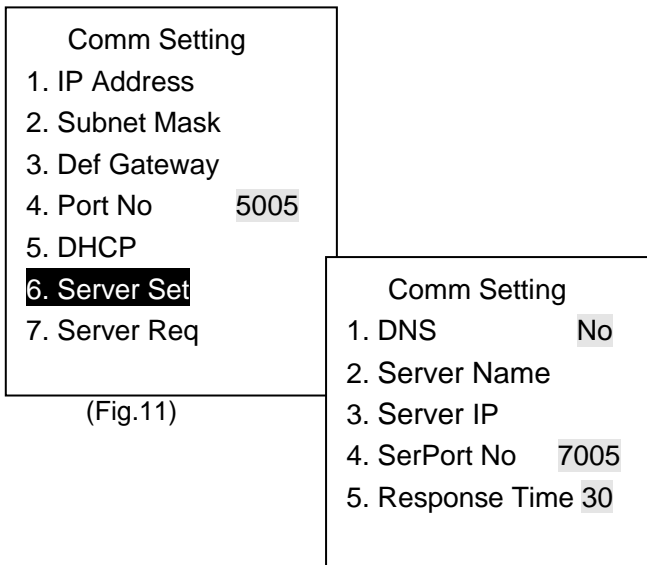 Comm Setting
1. IP Address
2. Subnet Mask
3. Def Gateway
4. Port No 5005
5. DHCP
6. Server Set
7. Server Req
(Fig.11)
Comm Setting
1. DNS No
2. Server Name
3. Server IP
4. SerPort No 7005
5. Response Time 30